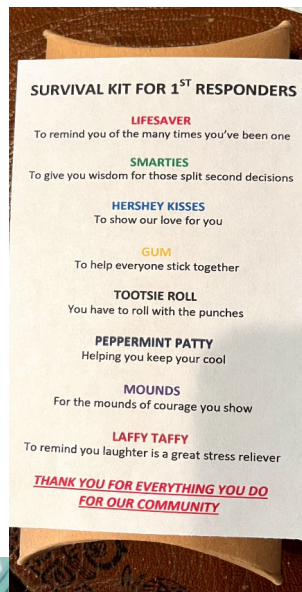 SURVIVAL KIT FOR 1ST RESPONDERS
LIFESAVER
To remind you of the many times you've been one
SMARTIES
To give you wisdom for those split second decisions
HERSHEY KISSES
To show our love for you
GUM
To help everyone stick together
TOOTSIE ROLL
You have to roll with the punches
PEPPERMINT PATTY
Helping you keep your cool
MOUNDS
For the mounds of courage you show
LAFFY TAFFY
To remind you laughter is a great stress reliever
THANK YOU FOR EVERYTHING YOU DO
FOR OUR COMMUNITY